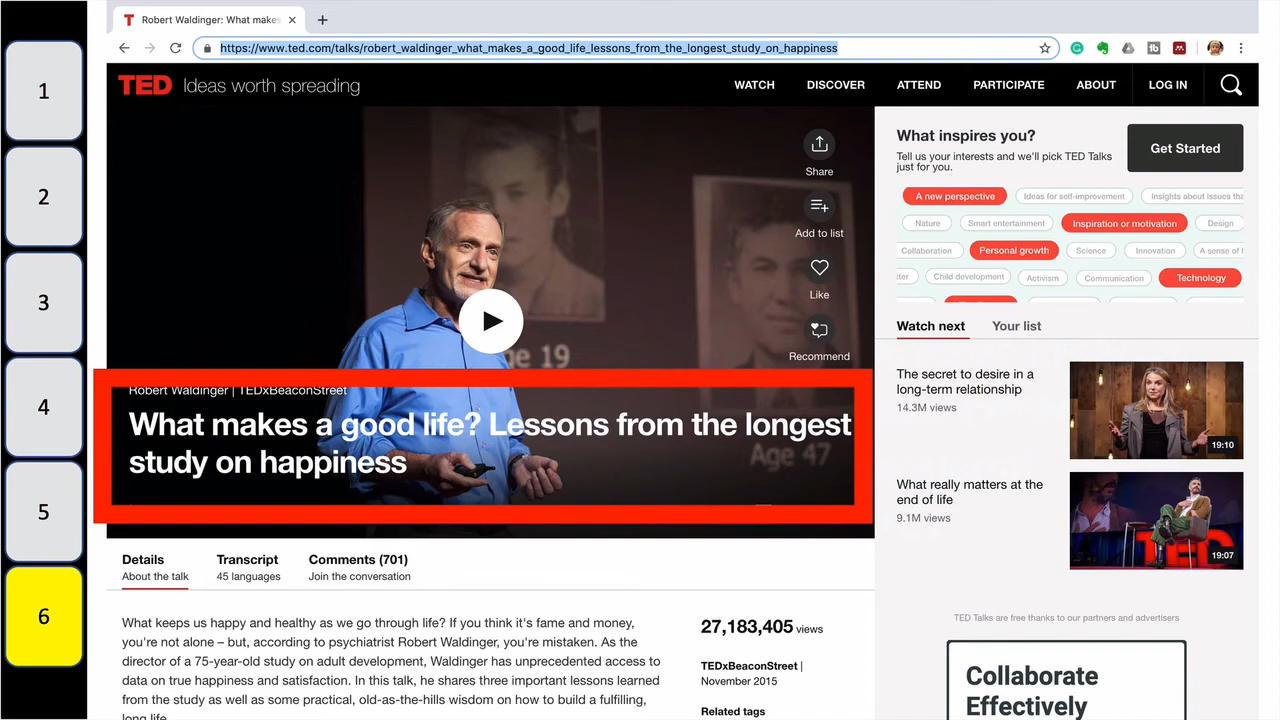 1
2
3
4
5
6
Robert Waldinger: What makes
https://www.ted.com/talks/robert_waldinger_what_makes_a_good_life_lessons_from_the_longest_study_on_happiness
TED Ideas worth spreading
WATCH DISCOVER ATTEND PARTICIPATE ABOUT LOG IN
Share
Add to list
Like
Recommend
age 19
Age 47
Robert Waldinger | TEDxBeaconStreet
What makes a good life? Lessons from the longest
study on happiness
What inspires you?
Tell us your interests and we'll pick TED Talks
just for you.
Get Started
A new perspective Ideas for self-improvement Insights about issues tha
Nature Smart entertainment Inspiration or motivation Design
Collaboration Personal growth Science Innovation A sense of
tter Child development Activism Communication Technology
Watch next Your list
The secret to desire in a
long-term relationship
14.3M views
19:10
What really matters at the
end of life
9.1M views
TED
19:07
Details Transcript Comments (701)
About the talk 45 languages Join the conversation
What keeps us happy and healthy as we go through life? If you think it's fame and money,
you're not alone – but, according to psychiatrist Robert Waldinger, you're mistaken. As the
director of a 75-year-old study on adult development, Waldinger has unprecedented access to
data on true happiness and satisfaction. In this talk, he shares three important lessons learned
from the study as well as some practical, old-as-the-hills wisdom on how to build a fulfilling,
long life.
27,183,405 views
TEDxBeaconStreet |
November 2015
Related tags
TED Talks are free thanks to our partners and advertisers
Collaborate
Effectively